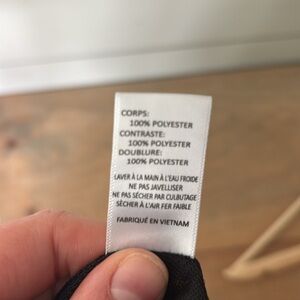 CORPS:
100% POLYESTER
CONTRASTE:
100% POLYESTER
DOUBLURE:
100% POLYESTER
LAVER À LA MAIN À L'EAU FROIDE
NE PAS JAVELLISER
NE PAS SÉCHER PAR CULBUTAGE
SÉCHER À L'AIR FER FAIBLE
FABRIQUÉ EN VIETNAM